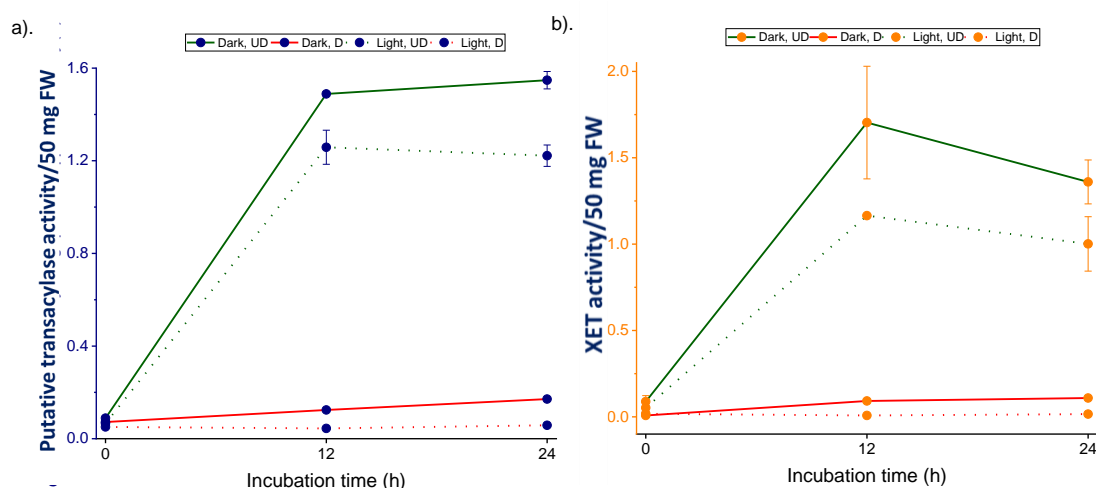 a).
Dark, UD Dark, D Light, UD Light, D
Putative transacylase activity/50 mg FW
1.6
1.2
0.8
0.4
0.0
0 12 24
Incubation time (h)
b).
Dark, UD Dark, D Light, UD Light, D
XET activity/50 mg FW
2.0
1.5
1.0
0.5
0.0
0 12 24
Incubation time (h)